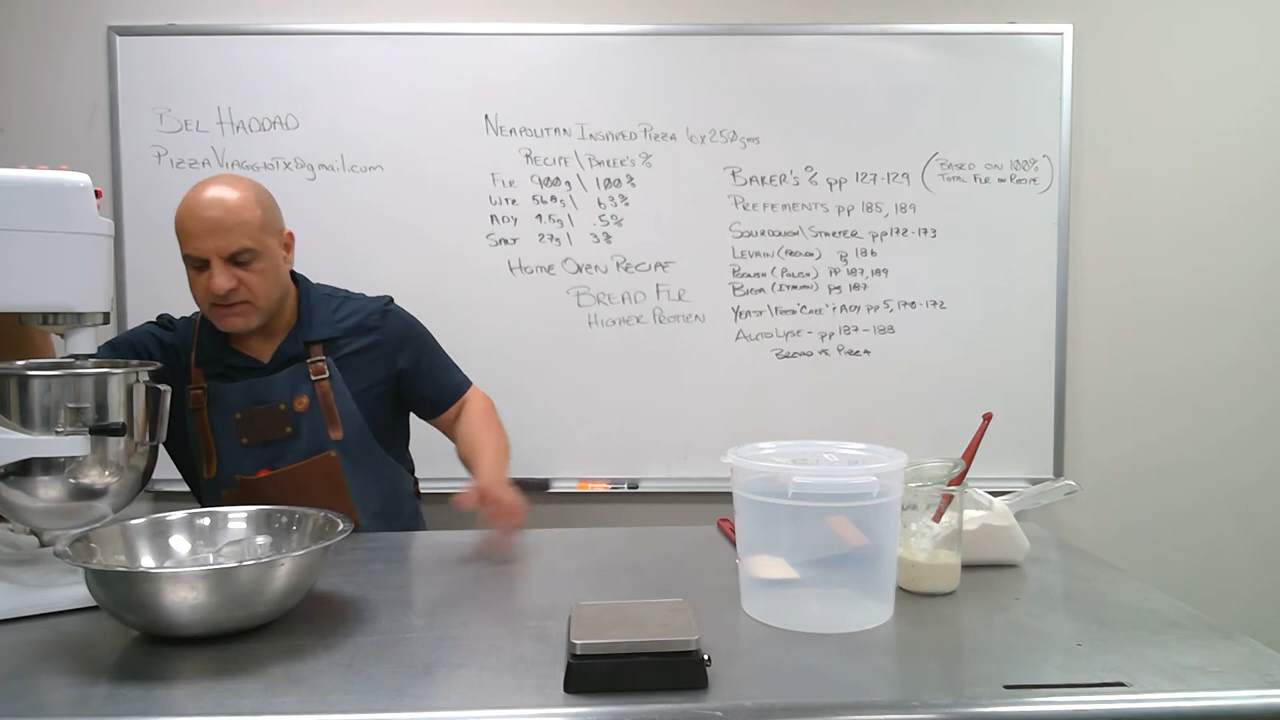 BEL HADDAD
PIZZAVIAGGIOTX@gmail.com
NEAPOLITAN INSPIRED PIZZA 6x250gms
RECIPE \ BAKER'S %
FLR 900g \ 100%
WTR 568g \ 63%
ADY 4.5g \ .5%
SALT 27g \ 3%
HOME OVEN RECIPE
BREAD FLR
HIGHER PROTIEN
BAKER'S % pp 127-129 (BASED ON 100%
TOTAL FLR IN RECIPE)
PREFEMENTS pp 185, 189
SOURDOUGH \ STARTER pp 172-173
LEVAIN (FRENCH) pg 186
POOLISH (POLISH) pp 187, 189
BIGA (ITALIAN) pg 187
YEAST \ FRESH "CAKE" ; ADY pp 5, 170-172
AUTOLYSE - pp 187-188
BREAD vs PIZZA